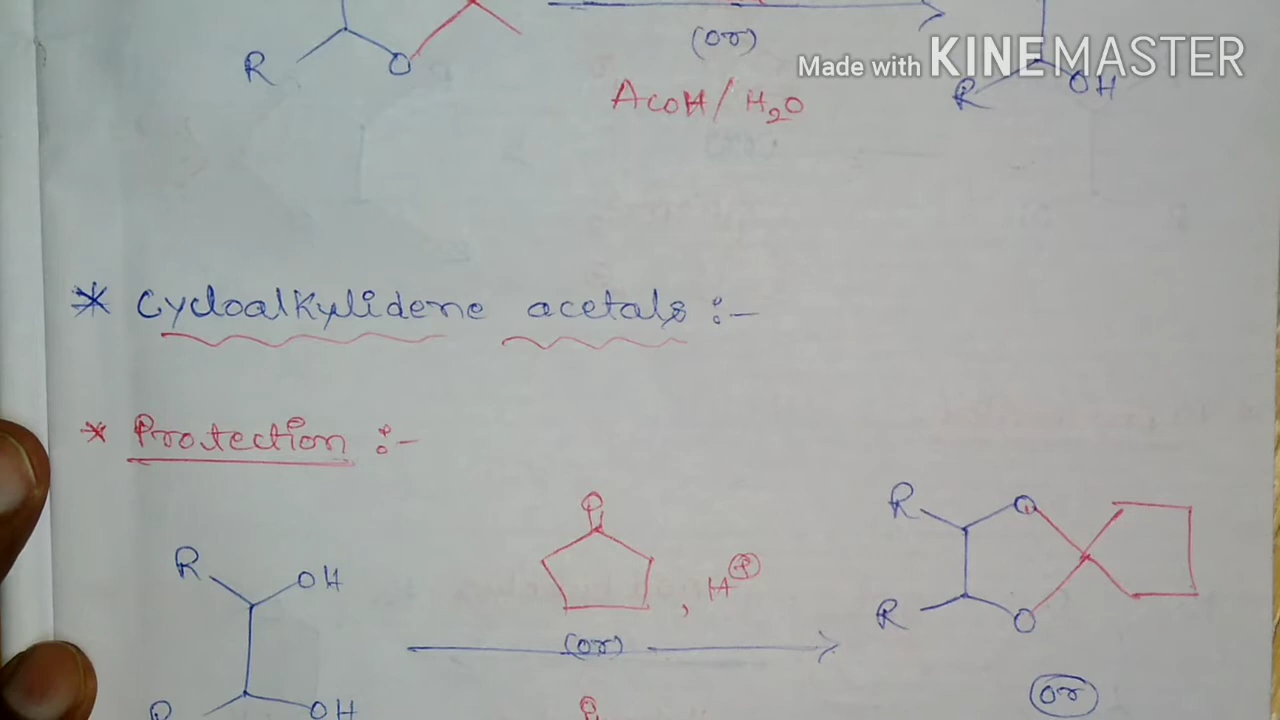 Made with KINEMASTER
(or)
R O
AcOH / H2O
R OH
* Cycloalkylidene acetals :-
* Protection :-
R OH
O
, H⊕
R O
(or)
R O
(or)
R OH
O